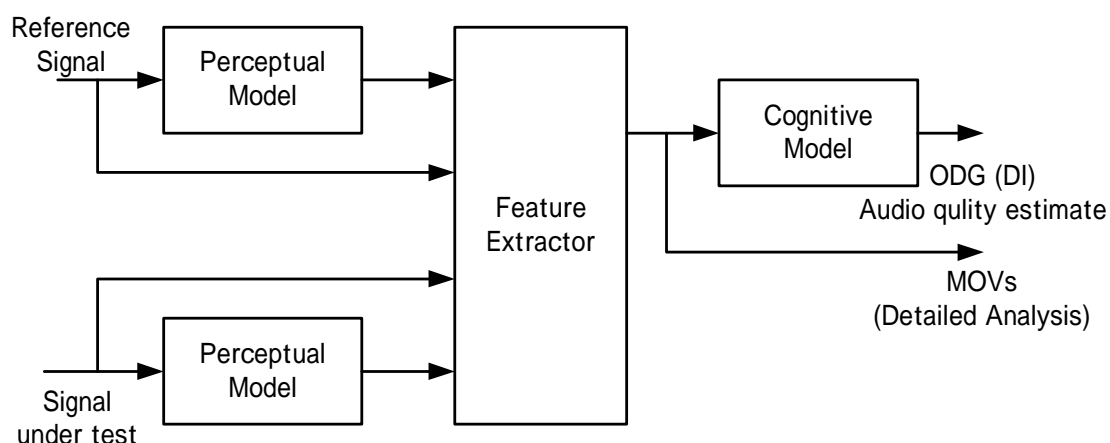 Reference
Signal
Perceptual
Model
Feature
Extractor
Cognitive
Model
ODG (DI)
Audio qulity estimate
MOVs
(Detailed Analysis)
Perceptual
Model
Signal
under test